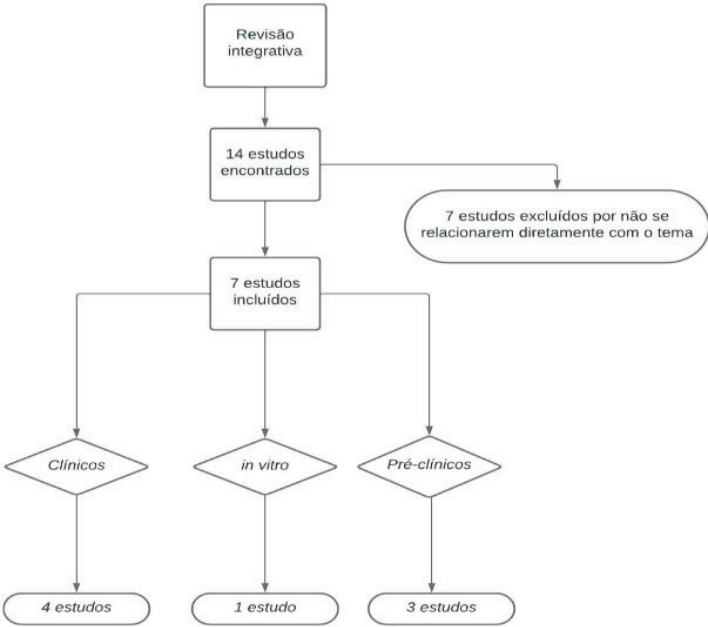 Revisão
integrativa
14 estudos
encontrados
7 estudos excluídos por não se
relacionarem diretamente com o tema
7 estudos
incluídos
Clínicos
in vitro
Pré-clínicos
4 estudos
1 estudo
3 estudos